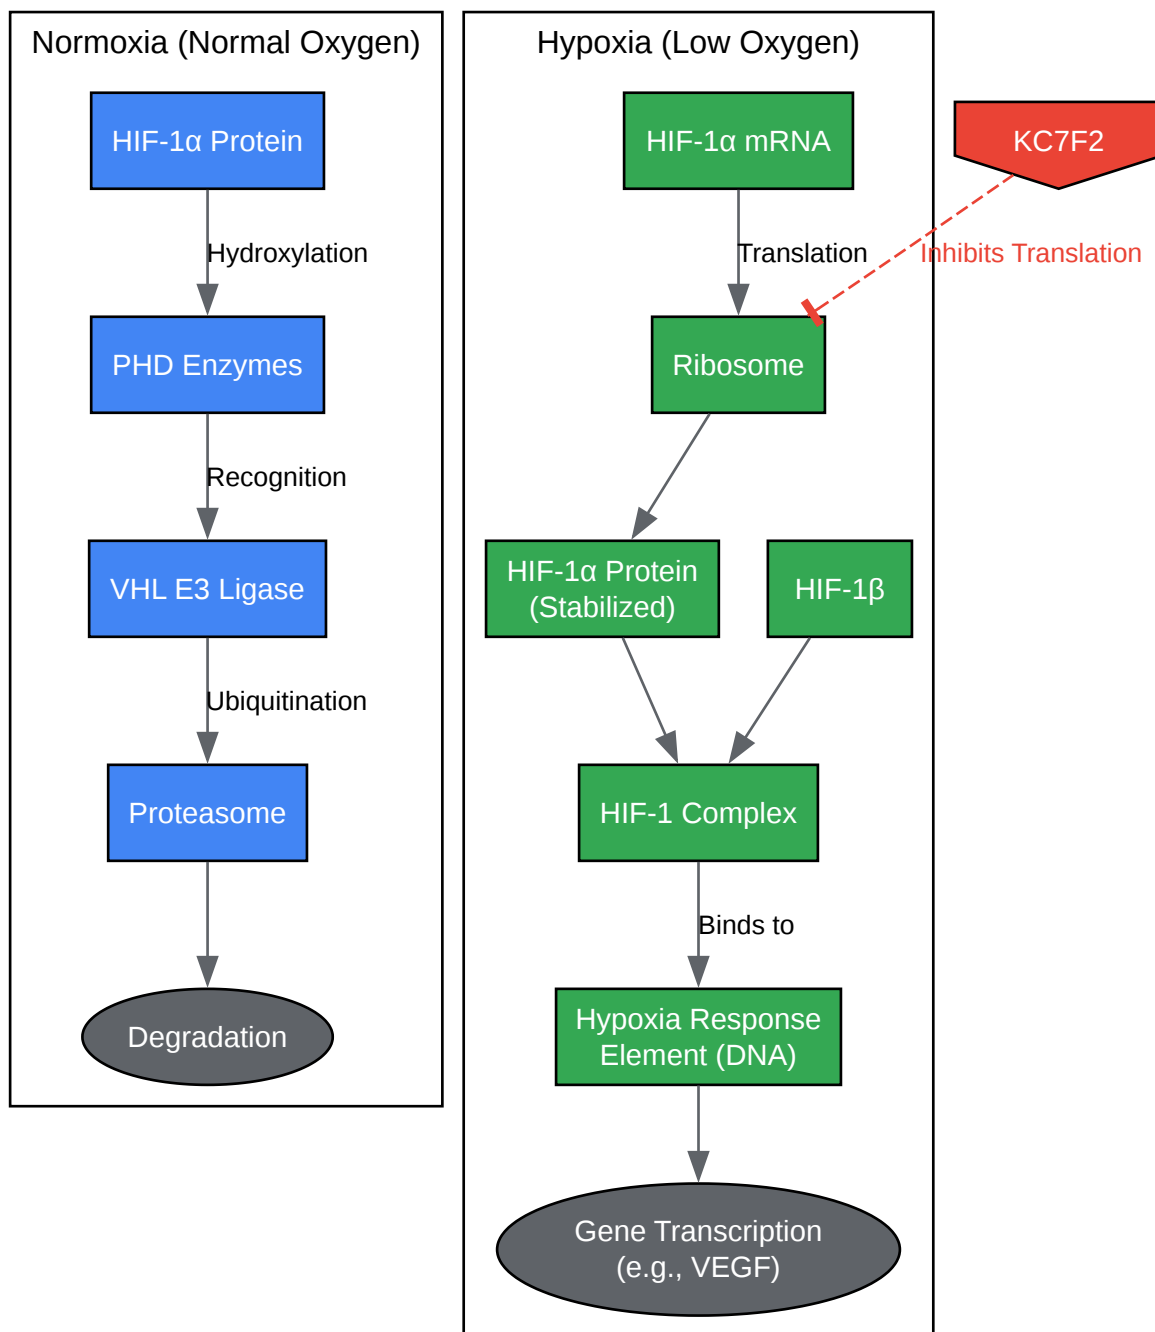 Normoxia (Normal Oxygen)
HIF-1α Protein
Hydroxylation
PHD Enzymes
Recognition
VHL E3 Ligase
Ubiquitination
Proteasome
Degradation
Hypoxia (Low Oxygen)
HIF-1α mRNA
Translation
Ribosome
HIF-1α Protein
(Stabilized)
HIF-1β
HIF-1 Complex
Binds to
Hypoxia Response
Element (DNA)
Gene Transcription
(e.g., VEGF)
KC7F2
Inhibits Translation